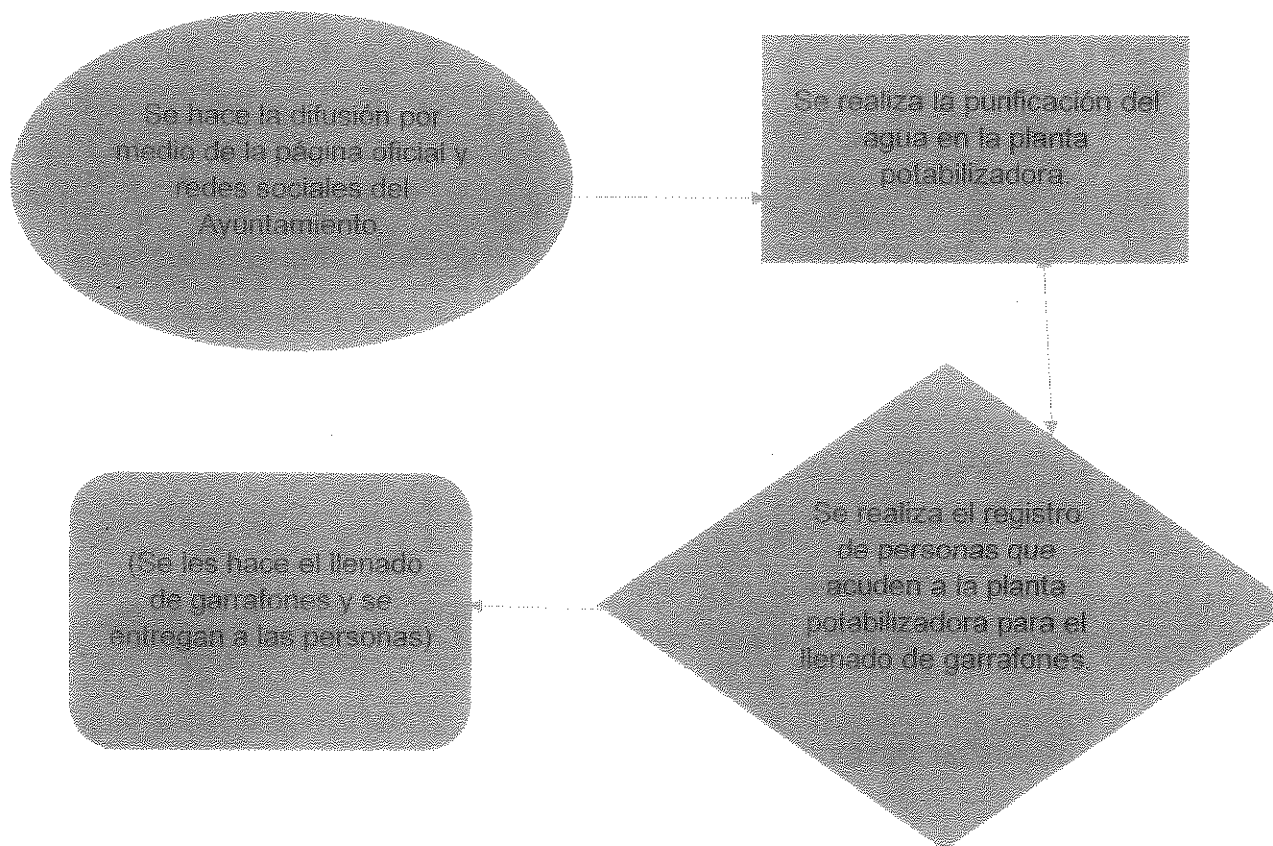 Se hace la difusión por
medio de la página oficial y
redes sociales del
Ayuntamiento.
Se realiza la purificación del
agua en la planta
potabilizadora.
Se realiza el registro
de personas que
acuden a la planta
potabilizadora para el
llenado de garrafones.
(Se les hace el llenado
de garrafones y se
entregan a las personas)